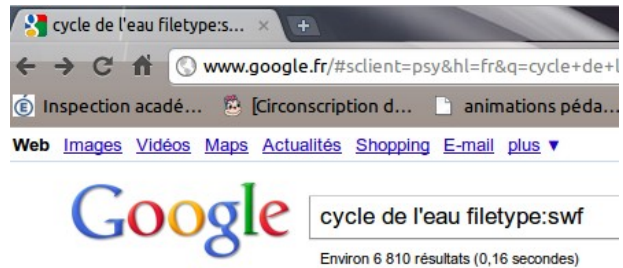 cycle de l'eau filetype:s...
www.google.fr/#sclient=psy&hl=fr&q=cycle+de+l
Inspection acadé... [Circonscription d... animations péda...
Web Images Vidéos Maps Actualités Shopping E-mail plus ▼
Google cycle de l'eau filetype:swf
Environ 6 810 résultats (0,16 secondes)